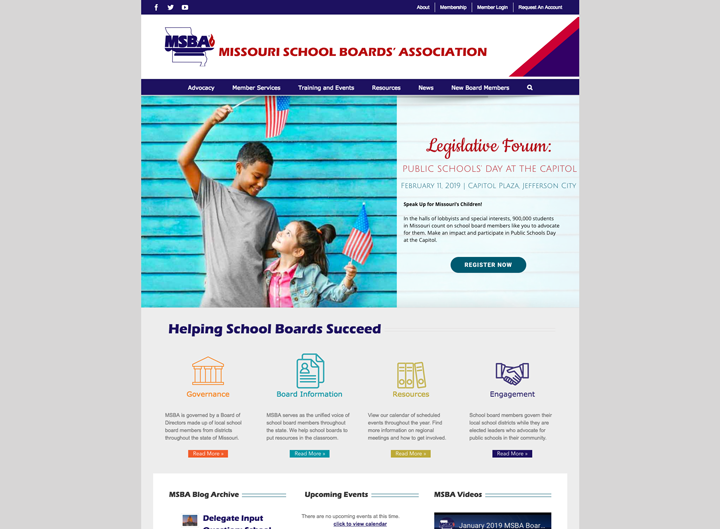 About
Membership
Member Login
Request An Account
MSBA
MISSOURI SCHOOL BOARDS' ASSOCIATION
Advocacy
Member Services
Training and Events
Resources
News
New Board Members
Legislative Forum:
PUBLIC SCHOOLS' DAY AT THE CAPITOL
February 11, 2019 | Capitol Plaza, Jefferson City
Speak Up for Missouri's Children!
In the halls of lobbyists and special interests, 900,000 students
in Missouri count on school board members like you to advocate
for them. Make an impact and participate in Public Schools Day
at the Capitol.
REGISTER NOW
Helping School Boards Succeed
Governance
MSBA is governed by a Board of
Directors made up of local school
board members from districts
throughout the state of Missouri.
Read More »
Board Information
MSBA serves as the unified voice of
school board members throughout
the state. We help school boards to
put resources in the classroom.
Read More »
Resources
View our calendar of scheduled
events throughout the year. Find
more information on regional
meetings and how to get involved.
Read More »
Engagement
School board members govern their
local school districts while they are
elected leaders who advocate for
public schools in their community.
Read More »
MSBA Blog Archive
Delegate Input
Upcoming Events
There are no upcoming events at this time.
click to view calendar
MSBA Videos
January 2019 MSBA Boar...